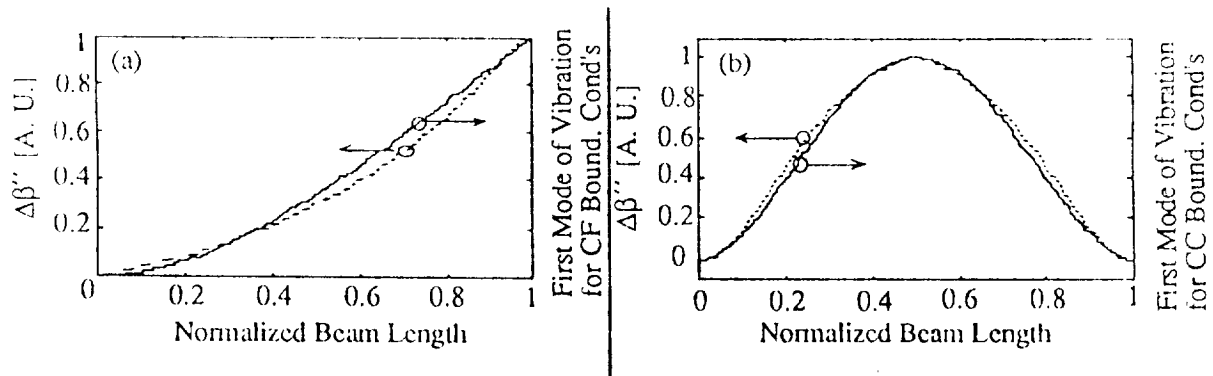 (a)
Δβ″ [A. U.]
1
0.8
0.6
0.4
0.2
0
0.2
0.4
0.6
0.8
1
Normalized Beam Length
First Mode of Vibration
for CF Bound. Cond's
(b)
Δβ″ [A. U.]
1
0.8
0.6
0.4
0.2
0
0
0.2
0.4
0.6
0.8
1
Normalized Beam Length
First Mode of Vibration
for CC Bound. Cond's